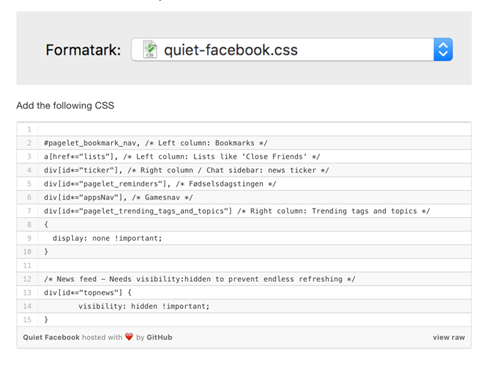 Formatark: quiet-facebook.css
Add the following CSS
1
2 #pagelet_bookmark_nav, /* Left column: Bookmarks */
3 a[href*="lists"], /* Left column: Lists like 'Close Friends' */
4 div[id*="ticker"], /* Right column / Chat sidebar: news ticker */
5 div[id*="pagelet_reminders"], /* Fødselsdagstingen */
6 div[id*="appsNav"], /* Gamesnav */
7 div[id*="pagelet_trending_tags_and_topics"] /* Right column: Trending tags and topics */
8 {
9 display: none !important;
10 }
11
12 /* News feed - Needs visibility:hidden to prevent endless refreshing */
13 div[id*="topnews"] {
14 visibility: hidden !important;
15 }
Quiet Facebook hosted with ❤ by GitHub view raw